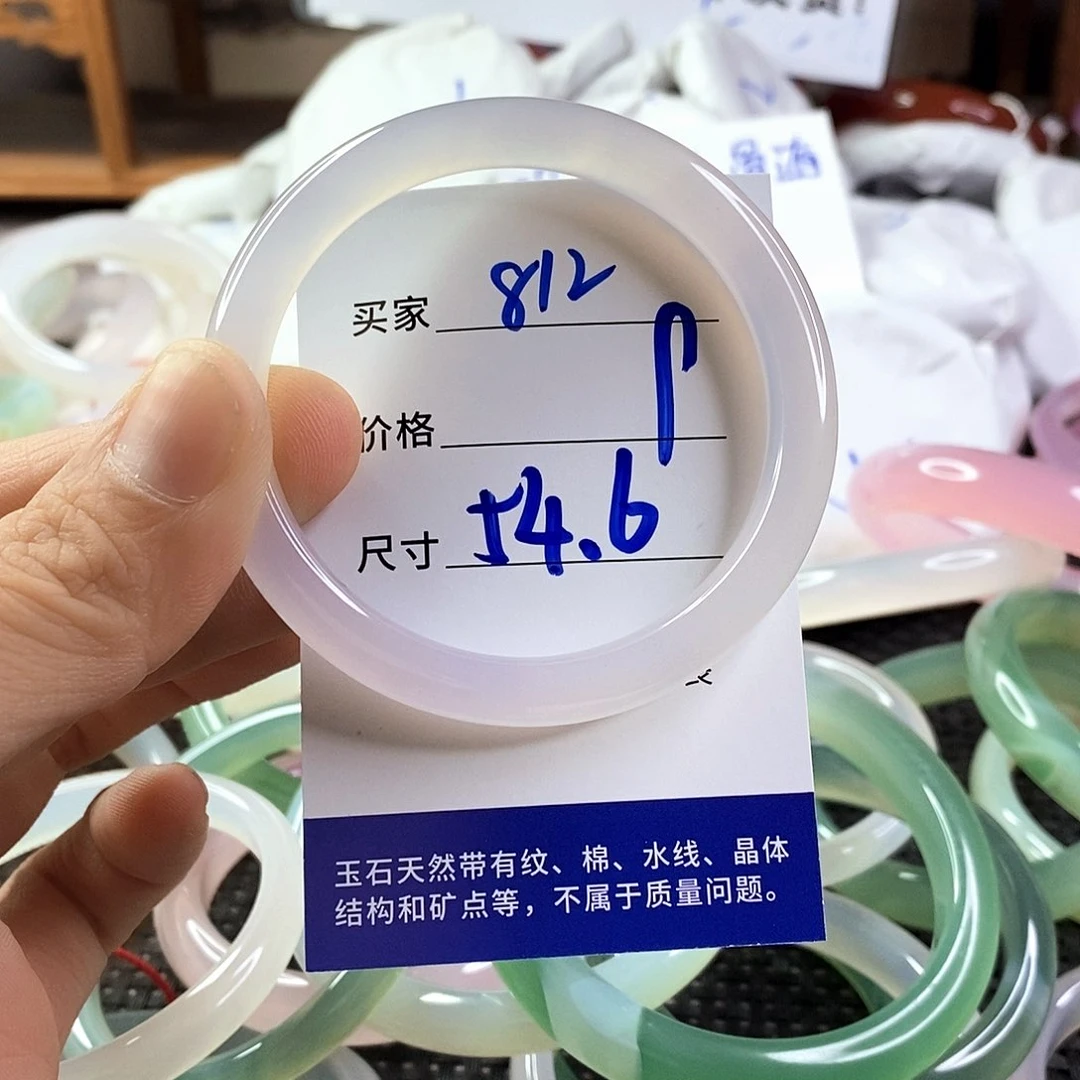 买家 812
价格
尺寸 54.6
玉石天然带有纹、棉、水线、晶体
结构和矿点等，不属于质量问题。